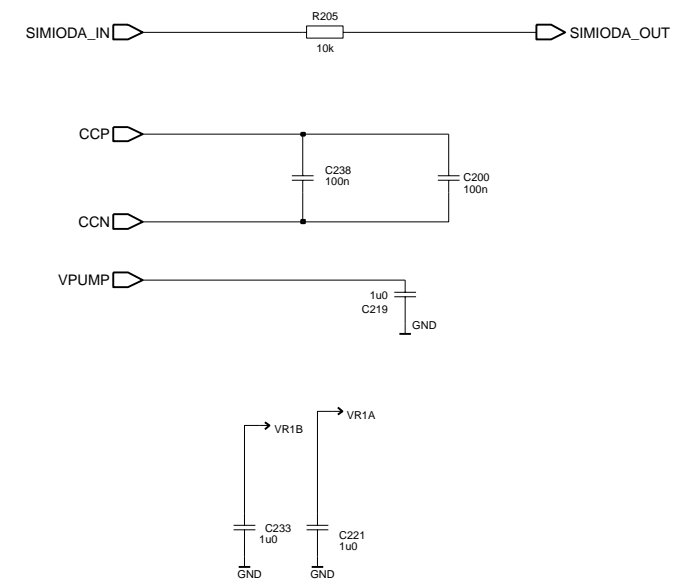 R205
SIMIODA_IN
SIMIODA_OUT
10k
CCP
C238
100n
C200
100n
CCN
VPUMP
1u0
C219
GND
VR1A
VR1B
C233
1u0
C221
1u0
GND
GND